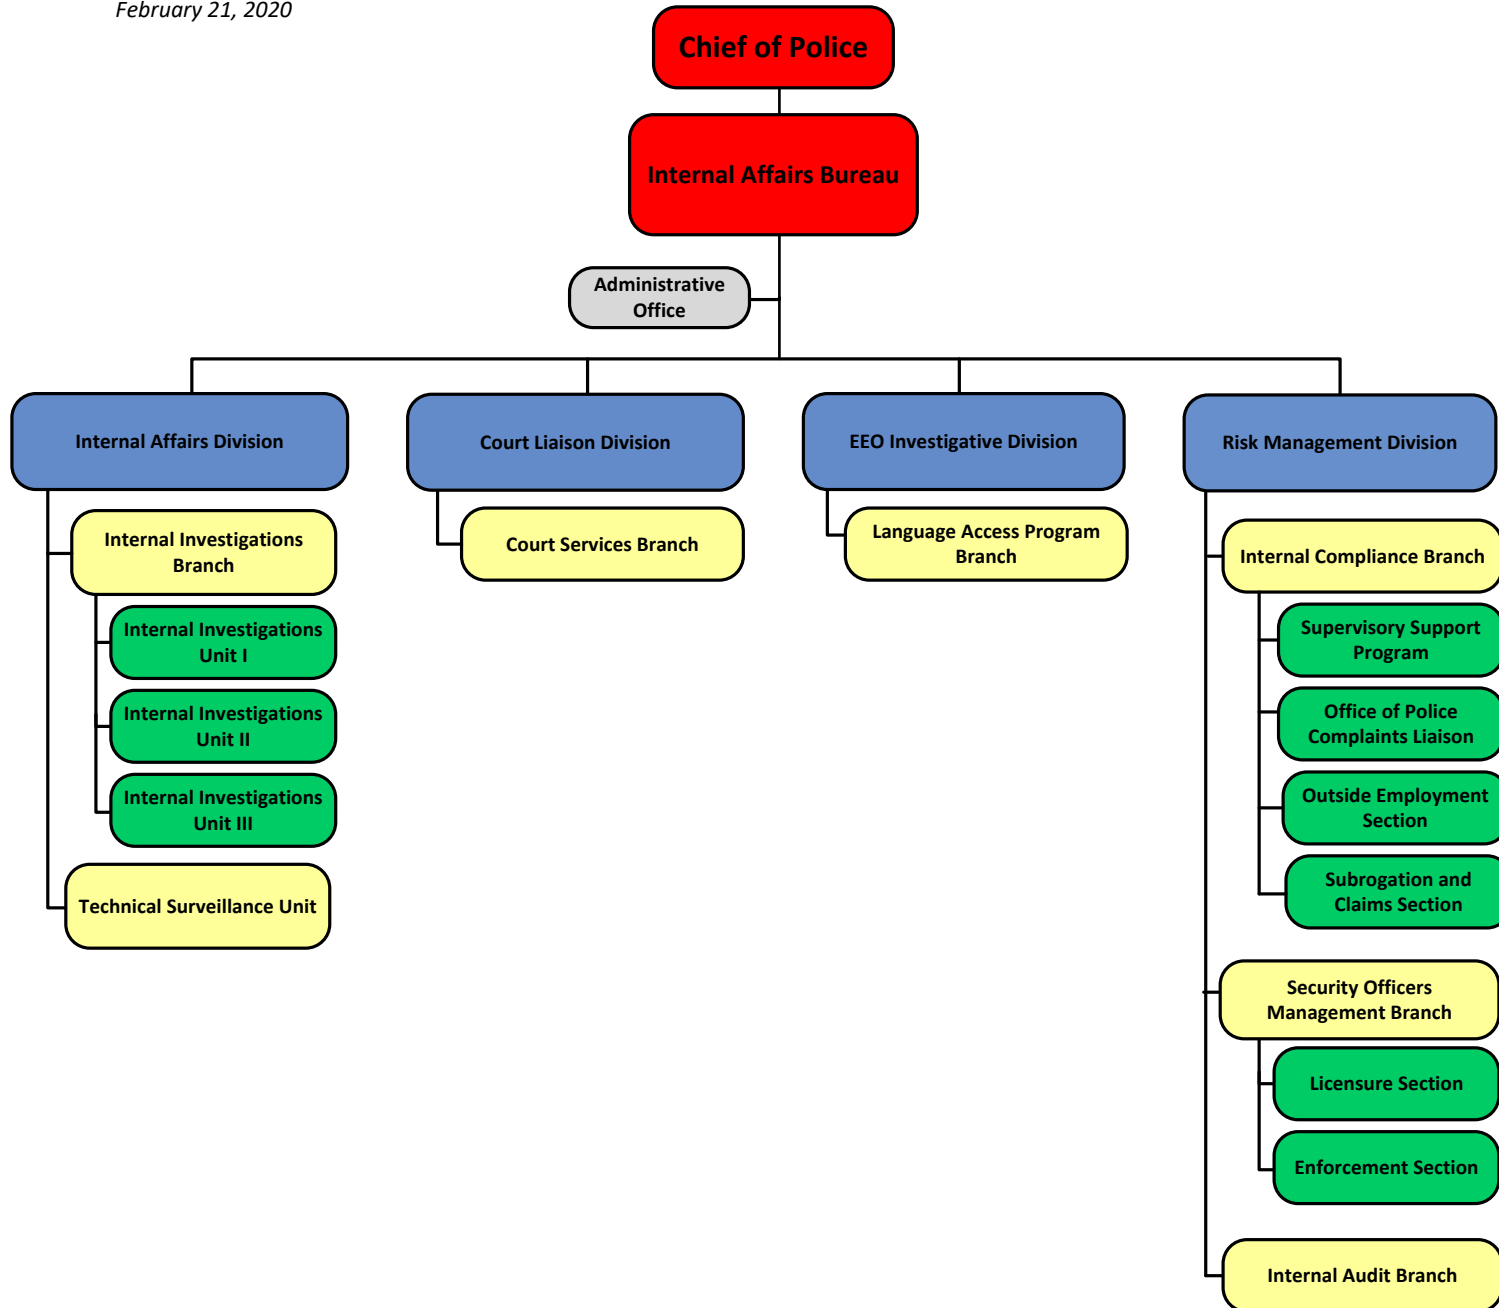 February 21, 2020
Chief of Police
Internal Affairs Bureau
Administrative
Office
Internal Affairs Division
Court Liaison Division
EEO Investigative Division
Risk Management Division
Internal Investigations
Branch
Internal Investigations
Unit I
Internal Investigations
Unit II
Internal Investigations
Unit III
Technical Surveillance Unit
Court Services Branch
Language Access Program
Branch
Internal Compliance Branch
Supervisory Support
Program
Office of Police
Complaints Liaison
Outside Employment
Section
Subrogation and
Claims Section
Security Officers
Management Branch
Licensure Section
Enforcement Section
Internal Audit Branch